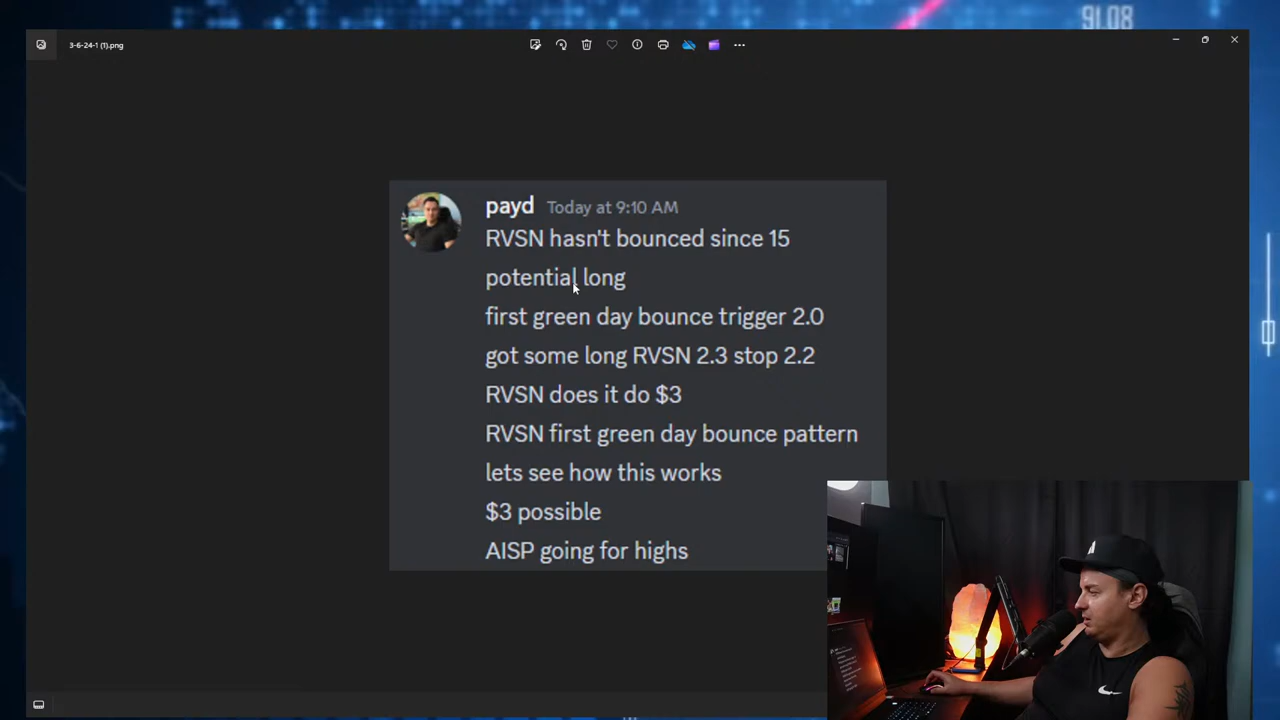 91.08
3-6-24-1 (1).png
payd Today at 9:10 AM
RVSN hasn't bounced since 15
potential long
first green day bounce trigger 2.0
got some long RVSN 2.3 stop 2.2
RVSN does it do $3
RVSN first green day bounce pattern
lets see how this works
$3 possible
AISP going for highs